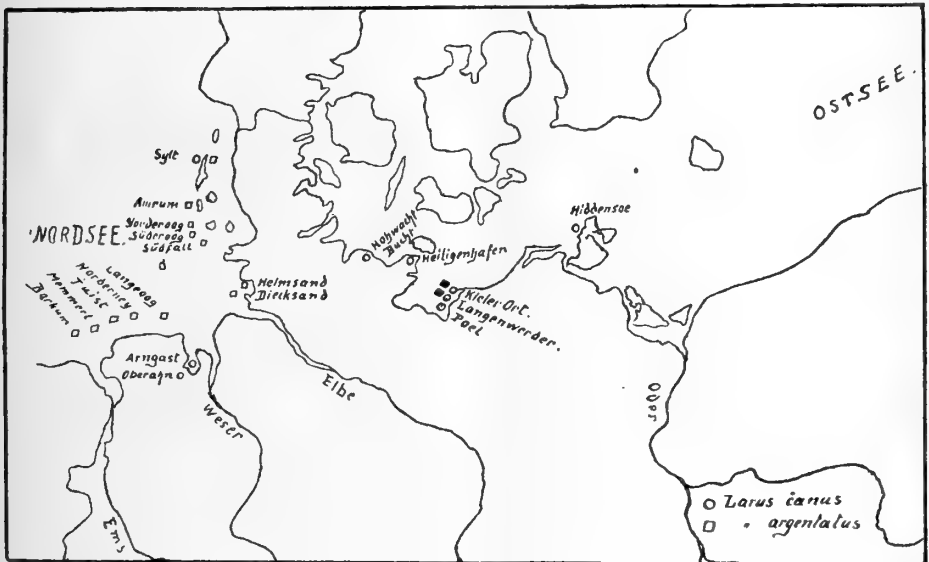 OSTSEE.
Sylt
Amrum
Norderoog
Süderoog
Südfall
NORDSEE.
Hiddensoe
Hohwacht
Bucht
Heiligenhafen
Helmsand
Dieksand
Kieler Ort.
Langenwerder.
Poel
Langeoog
Norderney
Juist
Memmert
Borkum
Arngast
Oberahn
Weser
Elbe
Oder
Ems
Larus canus
" argentatus